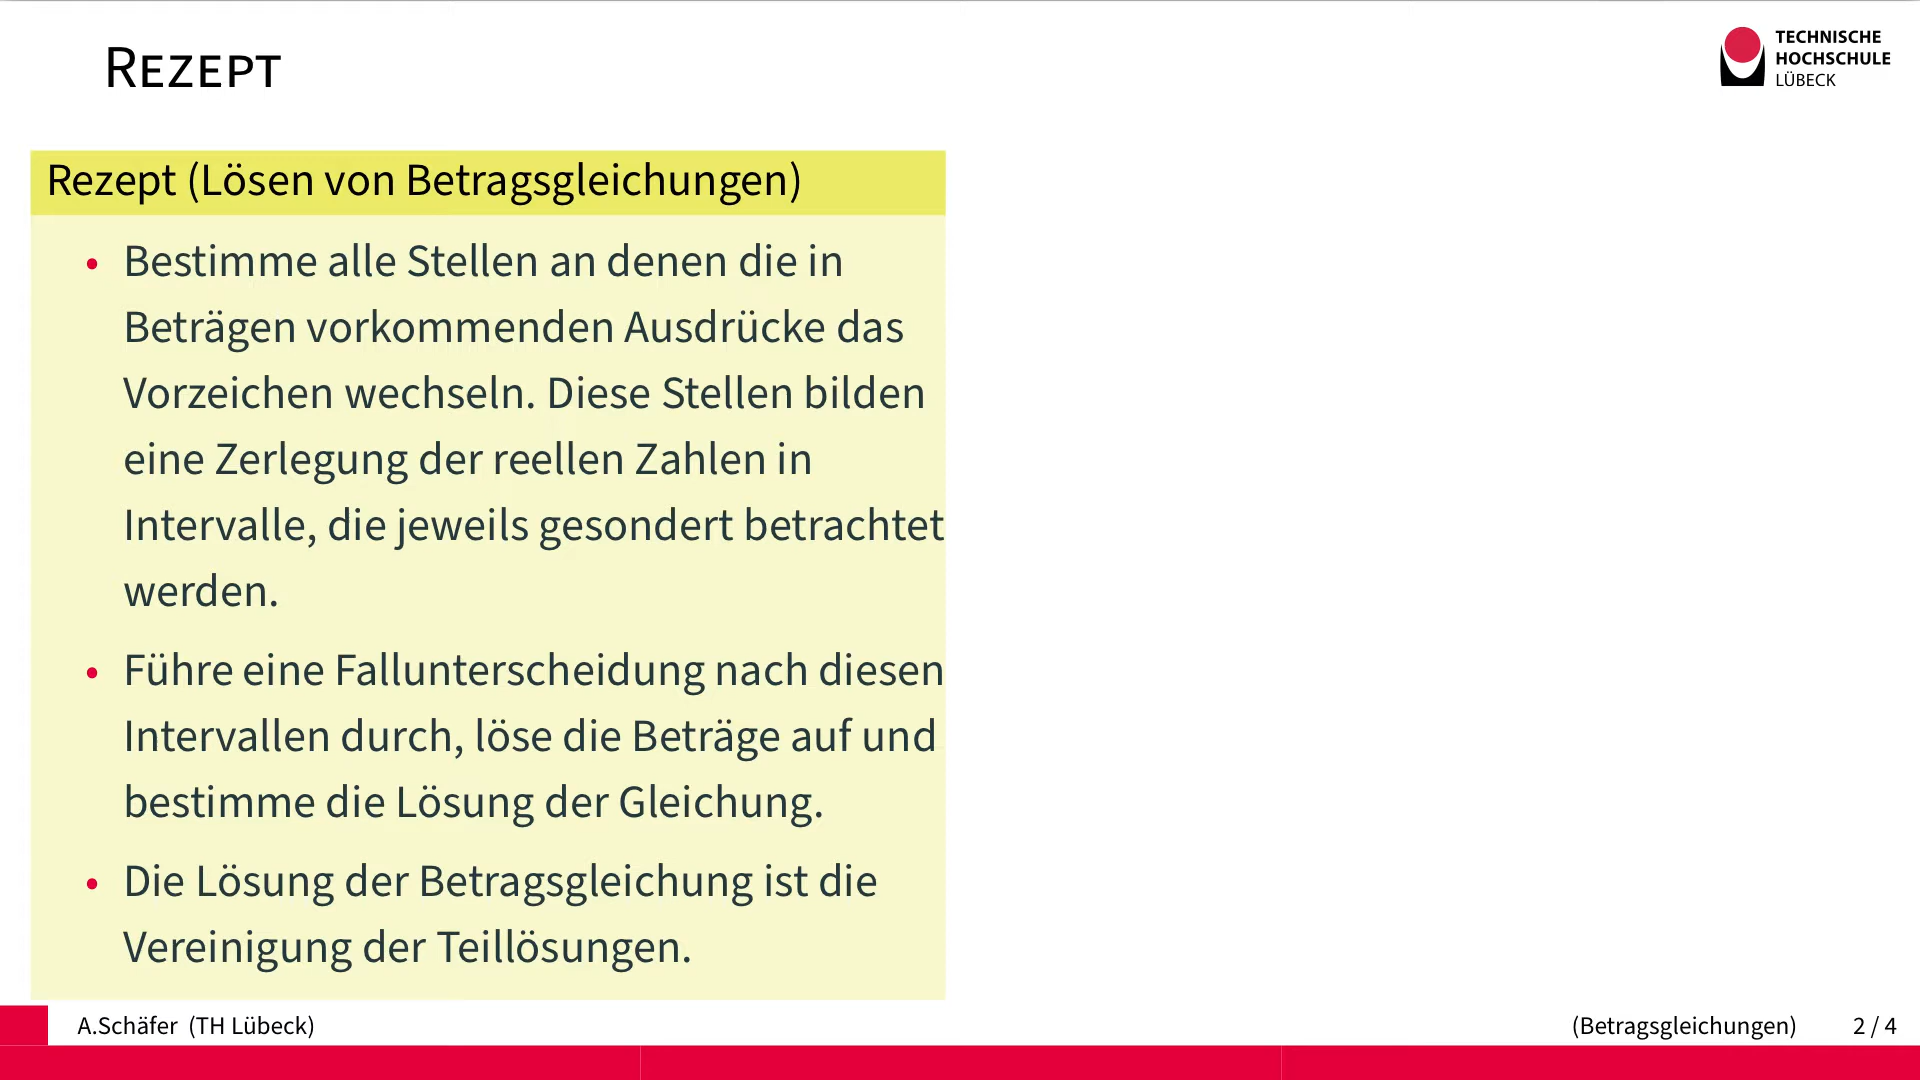 REZEPT
TECHNISCHE
HOCHSCHULE
LÜBECK
Rezept (Lösen von Betragsgleichungen)
• Bestimme alle Stellen an denen die in
Beträgen vorkommenden Ausdrücke das
Vorzeichen wechseln. Diese Stellen bilden
eine Zerlegung der reellen Zahlen in
Intervalle, die jeweils gesondert betrachtet
werden.
• Führe eine Fallunterscheidung nach diesen
Intervallen durch, löse die Beträge auf und
bestimme die Lösung der Gleichung.
• Die Lösung der Betragsgleichung ist die
Vereinigung der Teillösungen.
A.Schäfer (TH Lübeck)
(Betragsgleichungen) 2 / 4